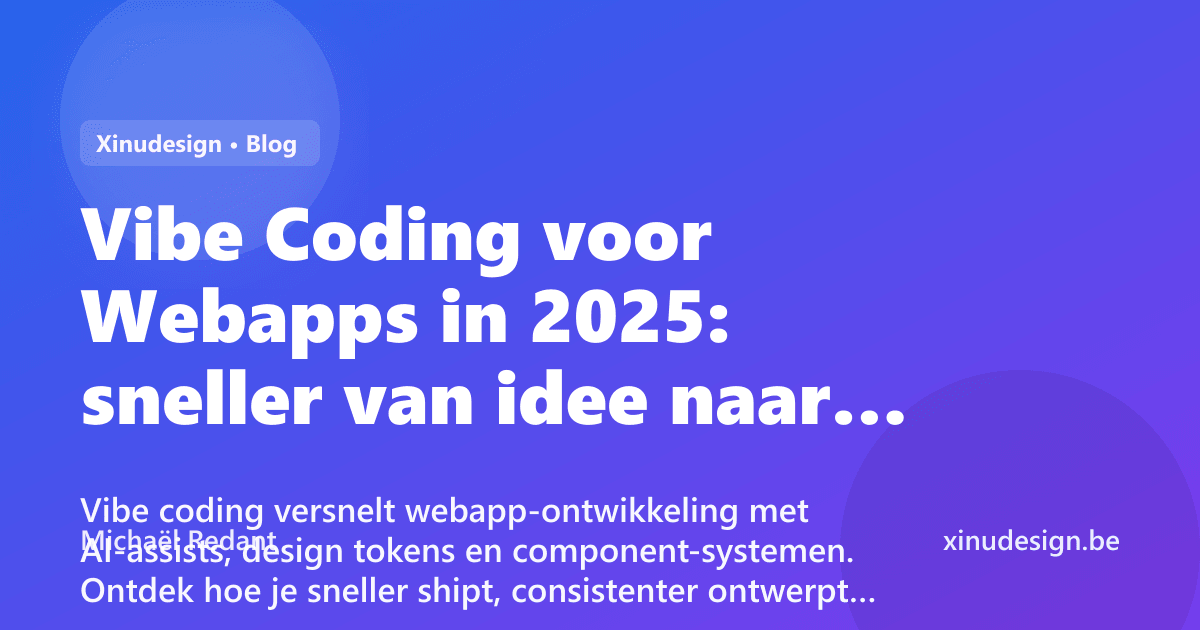 Xinudesign • Blog
Vibe Coding voor
Webapps in 2025:
sneller van idee naar...
Vibe coding versnelt webapp-ontwikkeling met
Michaël Redant
AI-assists, design tokens en component-systemen.
Ontdek hoe je sneller shipt, consistenter ontwerpt...
xinudesign.be